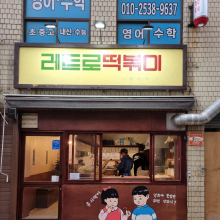 영어 수학
010-2538-9637
초·중·고 내신·수능
영어 수학
레트로떡볶이